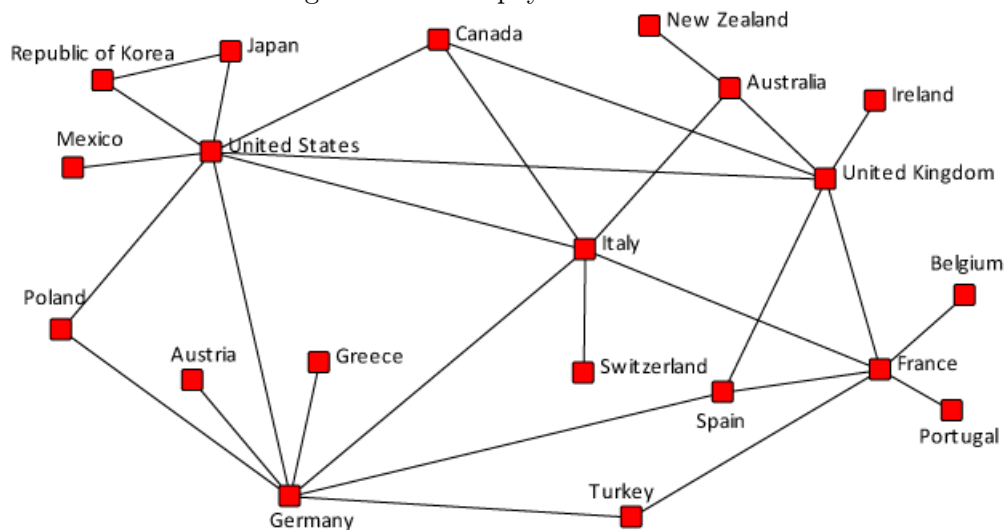 New Zealand
Canada
Japan
Republic of Korea
Australia
Ireland
Mexico
United States
United Kingdom
Italy
Belgium
Poland
Austria
Greece
Switzerland
France
Spain
Portugal
Turkey
Germany